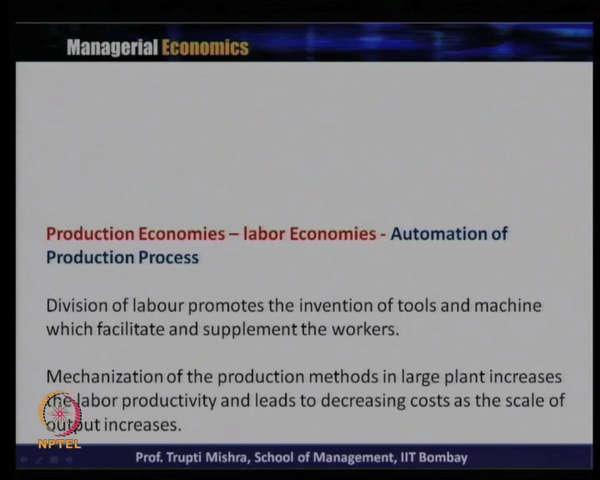 Managerial Economics
Production Economies – labor Economies - Automation of
Production Process
Division of labour promotes the invention of tools and machine
which facilitate and supplement the workers.
Mechanization of the production methods in large plant increases
the labor productivity and leads to decreasing costs as the scale of
output increases.
NPTEL
Prof. Trupti Mishra, School of Management, IIT Bombay